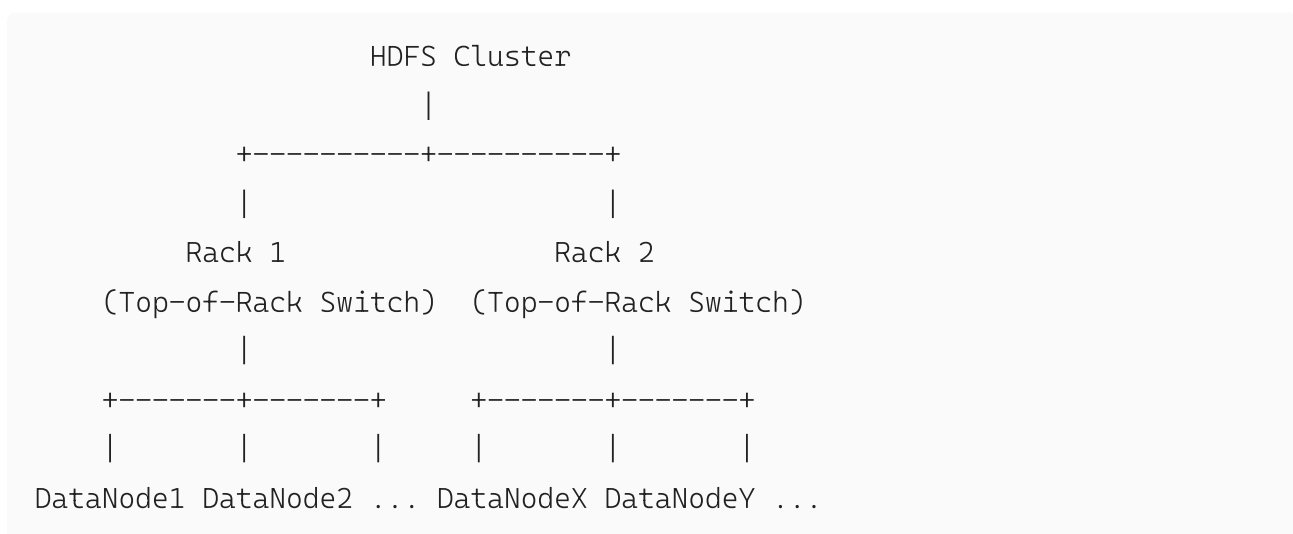 HDFS Cluster
                       |
            +----------+----------+
            |                     |
         Rack 1                Rack 2
    (Top-of-Rack Switch)  (Top-of-Rack Switch)
            |                     |
    +-------+-------+     +-------+-------+
    |       |       |     |       |       |
DataNode1 DataNode2 ... DataNodeX DataNodeY ...